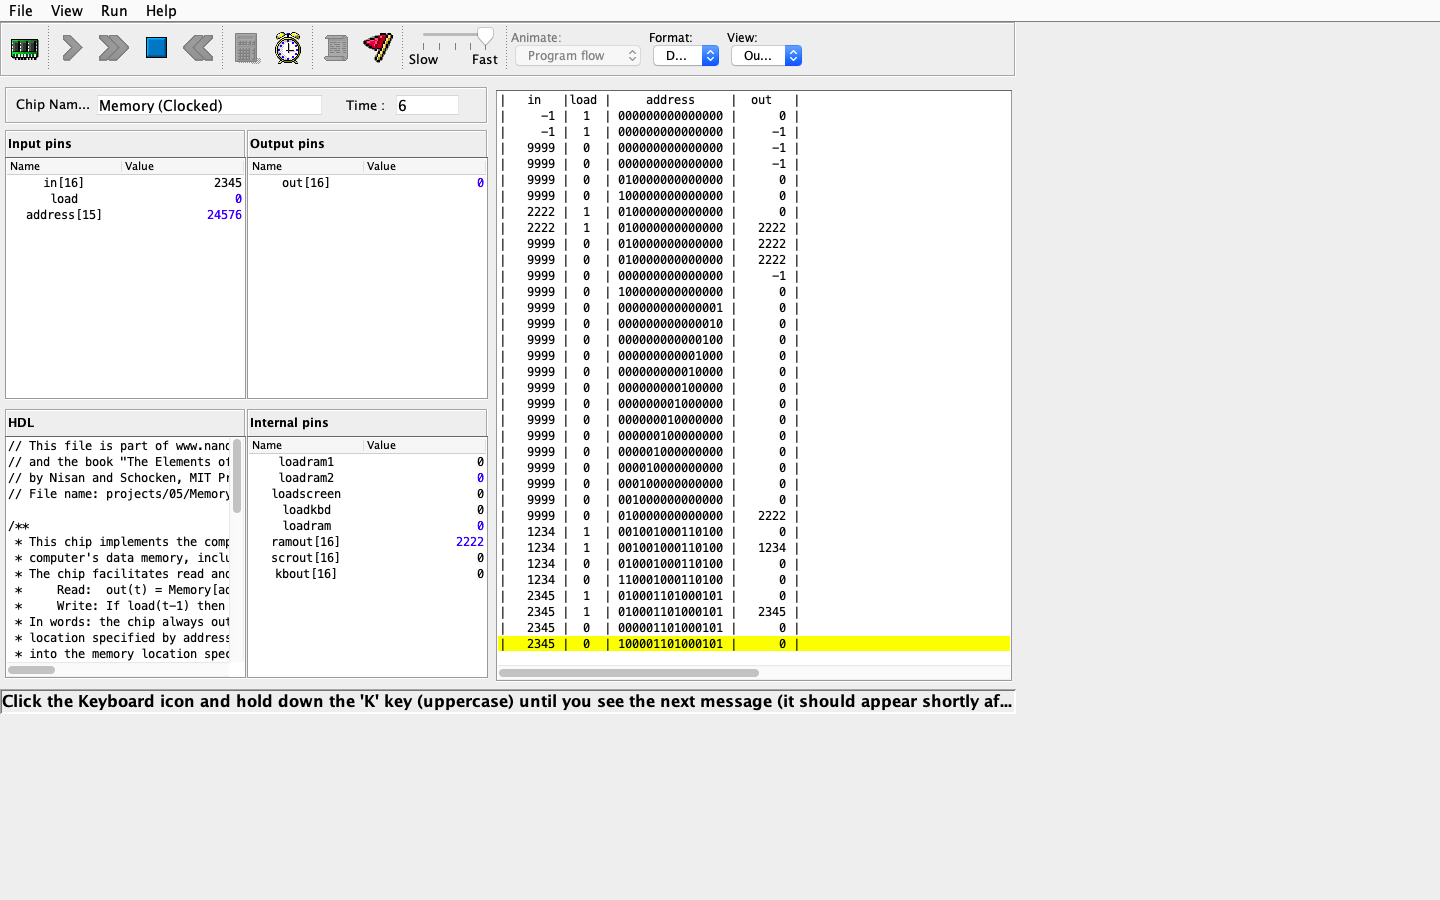 File View Run Help
Slow Fast
Animate:
Program flow
Format:
D...
View:
Ou...
Chip Nam... Memory (Clocked) Time : 6
Input pins
Name Value
in[16] 2345
load 0
address[15] 24576
Output pins
Name Value
out[16] 0
HDL
// This file is part of www.nand
// and the book "The Elements of
// by Nisan and Schocken, MIT Pr
// File name: projects/05/Memory
/**
* This chip implements the comp
* computer's data memory, inclu
* The chip facilitates read and
* Read: out(t) = Memory[ad
* Write: If load(t-1) then
* In words: the chip always out
* location specified by address
* into the memory location spec
Internal pins
Name Value
loadram1 0
loadram2 0
loadscreen 0
loadkbd 0
loadram 0
ramout[16] 2222
scrout[16] 0
kbout[16] 0
| in |load | address | out |
| -1 | 1 | 000000000000000 | 0 |
| -1 | 1 | 000000000000000 | -1 |
| 9999 | 0 | 000000000000000 | -1 |
| 9999 | 0 | 000000000000000 | -1 |
| 9999 | 0 | 010000000000000 | 0 |
| 9999 | 0 | 100000000000000 | 0 |
| 2222 | 1 | 010000000000000 | 0 |
| 2222 | 1 | 010000000000000 | 2222 |
| 9999 | 0 | 010000000000000 | 2222 |
| 9999 | 0 | 010000000000000 | 2222 |
| 9999 | 0 | 000000000000000 | -1 |
| 9999 | 0 | 100000000000000 | 0 |
| 9999 | 0 | 000000000000001 | 0 |
| 9999 | 0 | 000000000000010 | 0 |
| 9999 | 0 | 000000000000100 | 0 |
| 9999 | 0 | 000000000001000 | 0 |
| 9999 | 0 | 000000000010000 | 0 |
| 9999 | 0 | 000000000100000 | 0 |
| 9999 | 0 | 000000001000000 | 0 |
| 9999 | 0 | 000000010000000 | 0 |
| 9999 | 0 | 000000100000000 | 0 |
| 9999 | 0 | 000001000000000 | 0 |
| 9999 | 0 | 000010000000000 | 0 |
| 9999 | 0 | 000100000000000 | 0 |
| 9999 | 0 | 001000000000000 | 0 |
| 9999 | 0 | 010000000000000 | 2222 |
| 1234 | 1 | 001001000110100 | 0 |
| 1234 | 1 | 001001000110100 | 1234 |
| 1234 | 0 | 010001000110100 | 0 |
| 1234 | 0 | 110001000110100 | 0 |
| 2345 | 1 | 010001101000101 | 0 |
| 2345 | 1 | 010001101000101 | 2345 |
| 2345 | 0 | 000001101000101 | 0 |
| 2345 | 0 | 100001101000101 | 0 |
Click the Keyboard icon and hold down the 'K' key (uppercase) until you see the next message (it should appear shortly af...